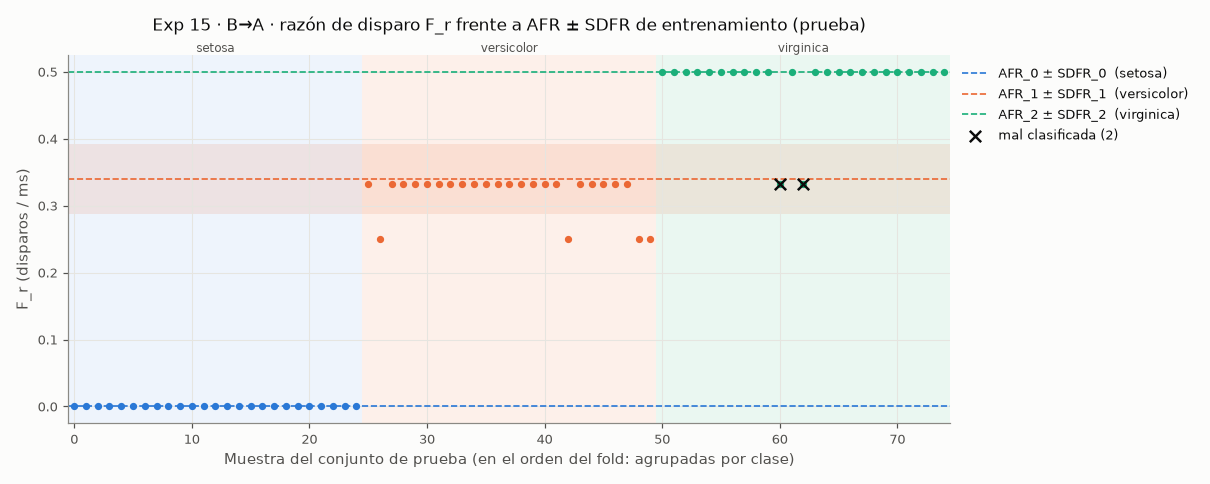 Exp 15 · B→A · razón de disparo F_r frente a AFR ± SDFR de entrenamiento (prueba)
setosa versicolor virginica
0.5
0.4
0.3
0.2
0.1
0.0
F_r (disparos / ms)
0 10 20 30 40 50 60 70
Muestra del conjunto de prueba (en el orden del fold: agrupadas por clase)
AFR_0 ± SDFR_0 (setosa)
AFR_1 ± SDFR_1 (versicolor)
AFR_2 ± SDFR_2 (virginica)
mal clasificada (2)